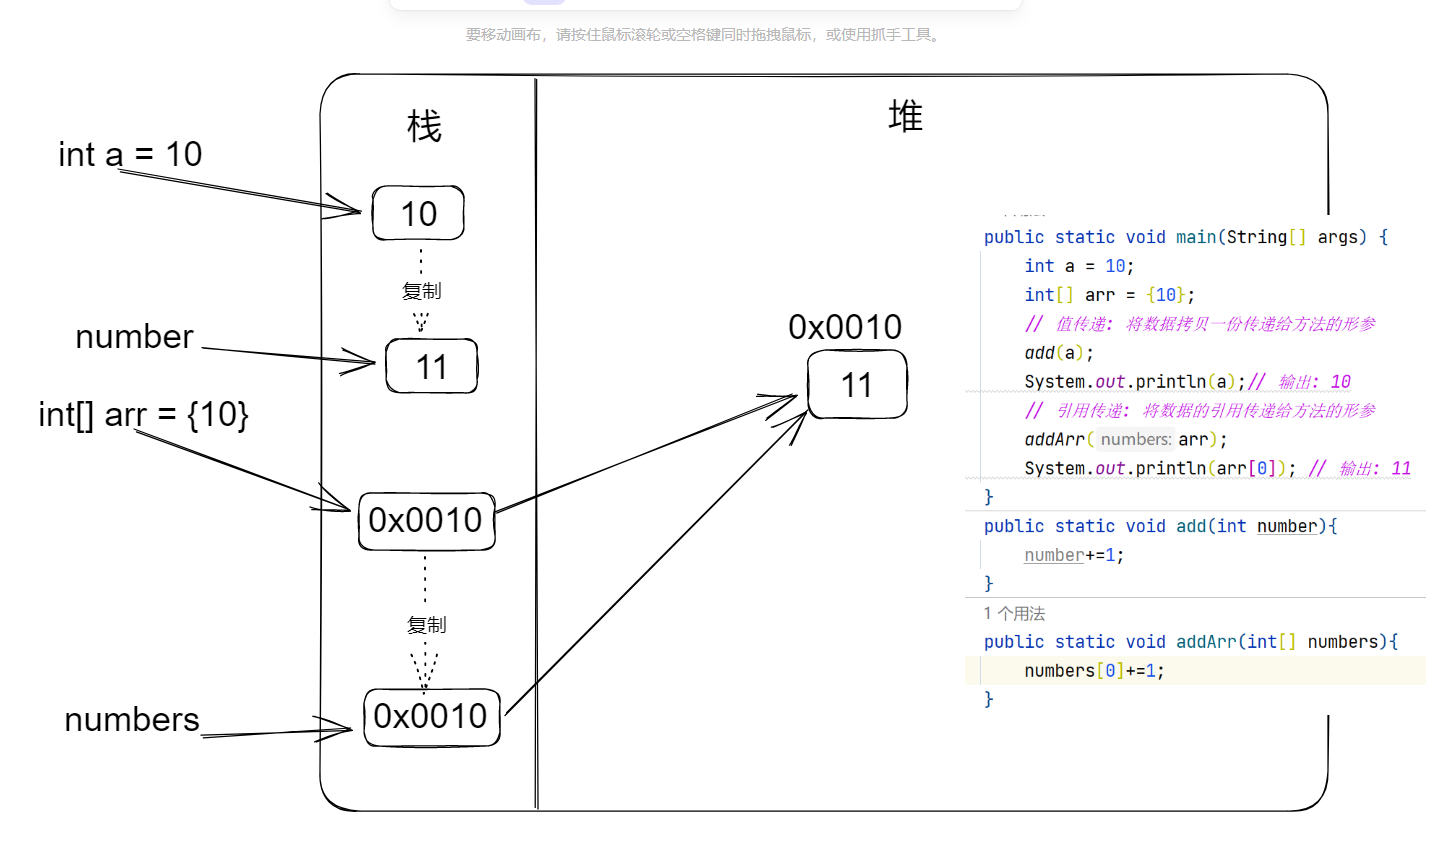 要移动画布，请按住鼠标滚轮或空格键同时拖拽鼠标，或使用抓手工具。
栈
堆
int a = 10
10
复制
number
11
int[] arr = {10}
0x0010
复制
numbers
0x0010
0x0010
11
public static void main(String[] args) {
int a = 10;
int[] arr = {10};
// 值传递: 将数据拷贝一份传递给方法的形参
add(a);
System.out.println(a);// 输出: 10
// 引用传递: 将数据的引用传递给方法的形参
addArr( numbers: arr);
System.out.println(arr[0]); // 输出: 11
}
public static void add(int number){
number+=1;
}
1 个用法
public static void addArr(int[] numbers){
numbers[0]+=1;
}